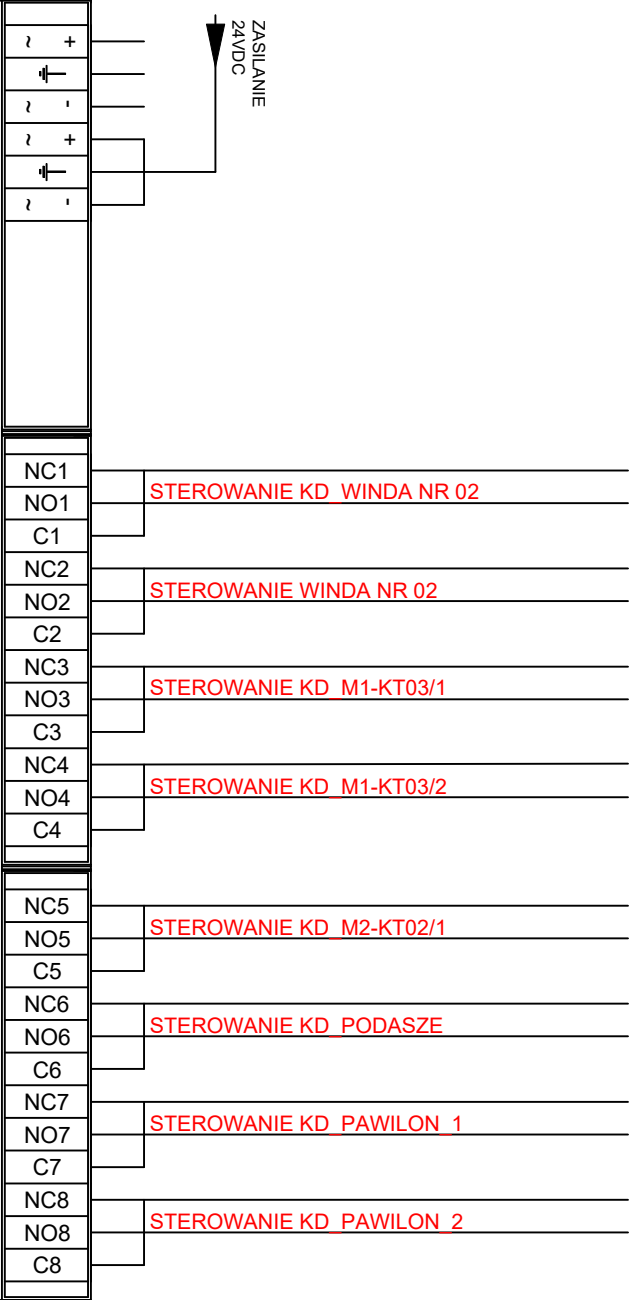 ~ +
~ -
~ +
~ -
ZASILANIE
24VDC
NC1
STEROWANIE KD_WINDA NR 02
NO1
C1
NC2
STEROWANIE WINDA NR 02
NO2
C2
NC3
STEROWANIE KD_M1-KT03/1
NO3
C3
NC4
STEROWANIE KD_M1-KT03/2
NO4
C4
NC5
STEROWANIE KD_M2-KT02/1
NO5
C5
NC6
STEROWANIE KD_PODASZE
NO6
C6
NC7
STEROWANIE KD_PAWILON_1
NO7
C7
NC8
STEROWANIE KD_PAWILON_2
NO8
C8